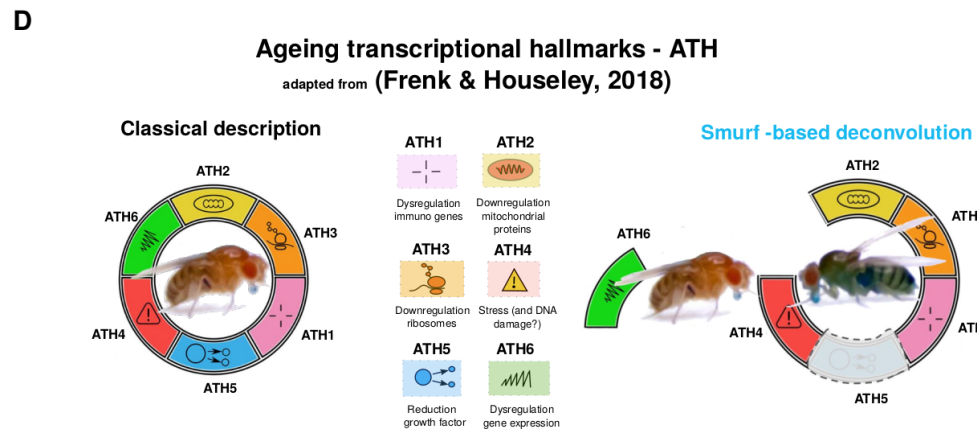 D
Ageing transcriptional hallmarks - ATH
adapted from (Frenk & Houseley, 2018)
Classical description
ATH2
ATH6
ATH3
ATH4
ATH1
ATH5
ATH1
ATH2
Dysregulation
immuno genes
Downregulation
mitochondrial
proteins
ATH3
ATH4
Downregulation
ribosomes
Stress (and DNA
damage?)
ATH5
ATH6
Reduction
growth factor
Dysregulation
gene expression
Smurf -based deconvolution
ATH2
ATH
ATH6
ATH4
ATH5